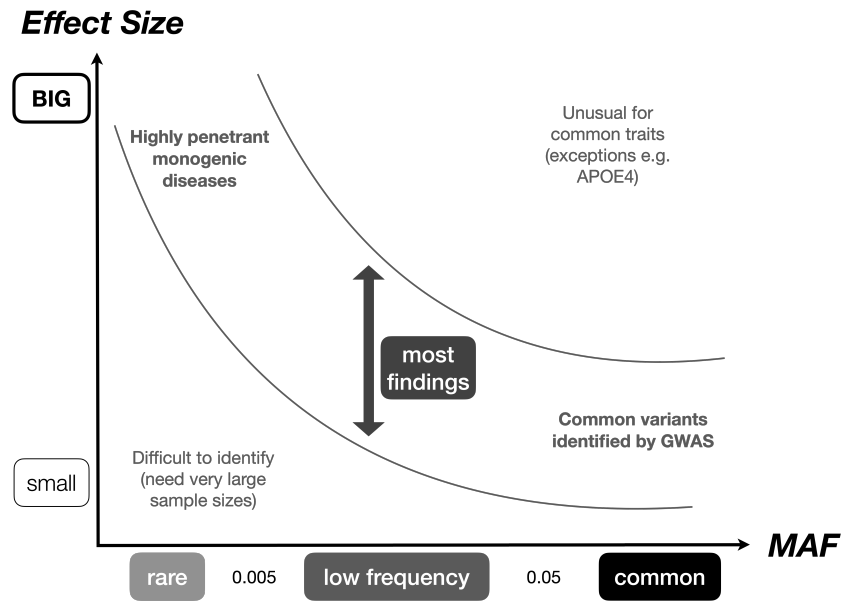 Effect Size
BIG
Highly penetrant
monogenic
diseases
Unusual for
common traits
(exceptions e.g.
APOE4)
most
findings
Common variants
identified by GWAS
Difficult to identify
(need very large
sample sizes)
small
MAF
rare
0.005
low frequency
0.05
common